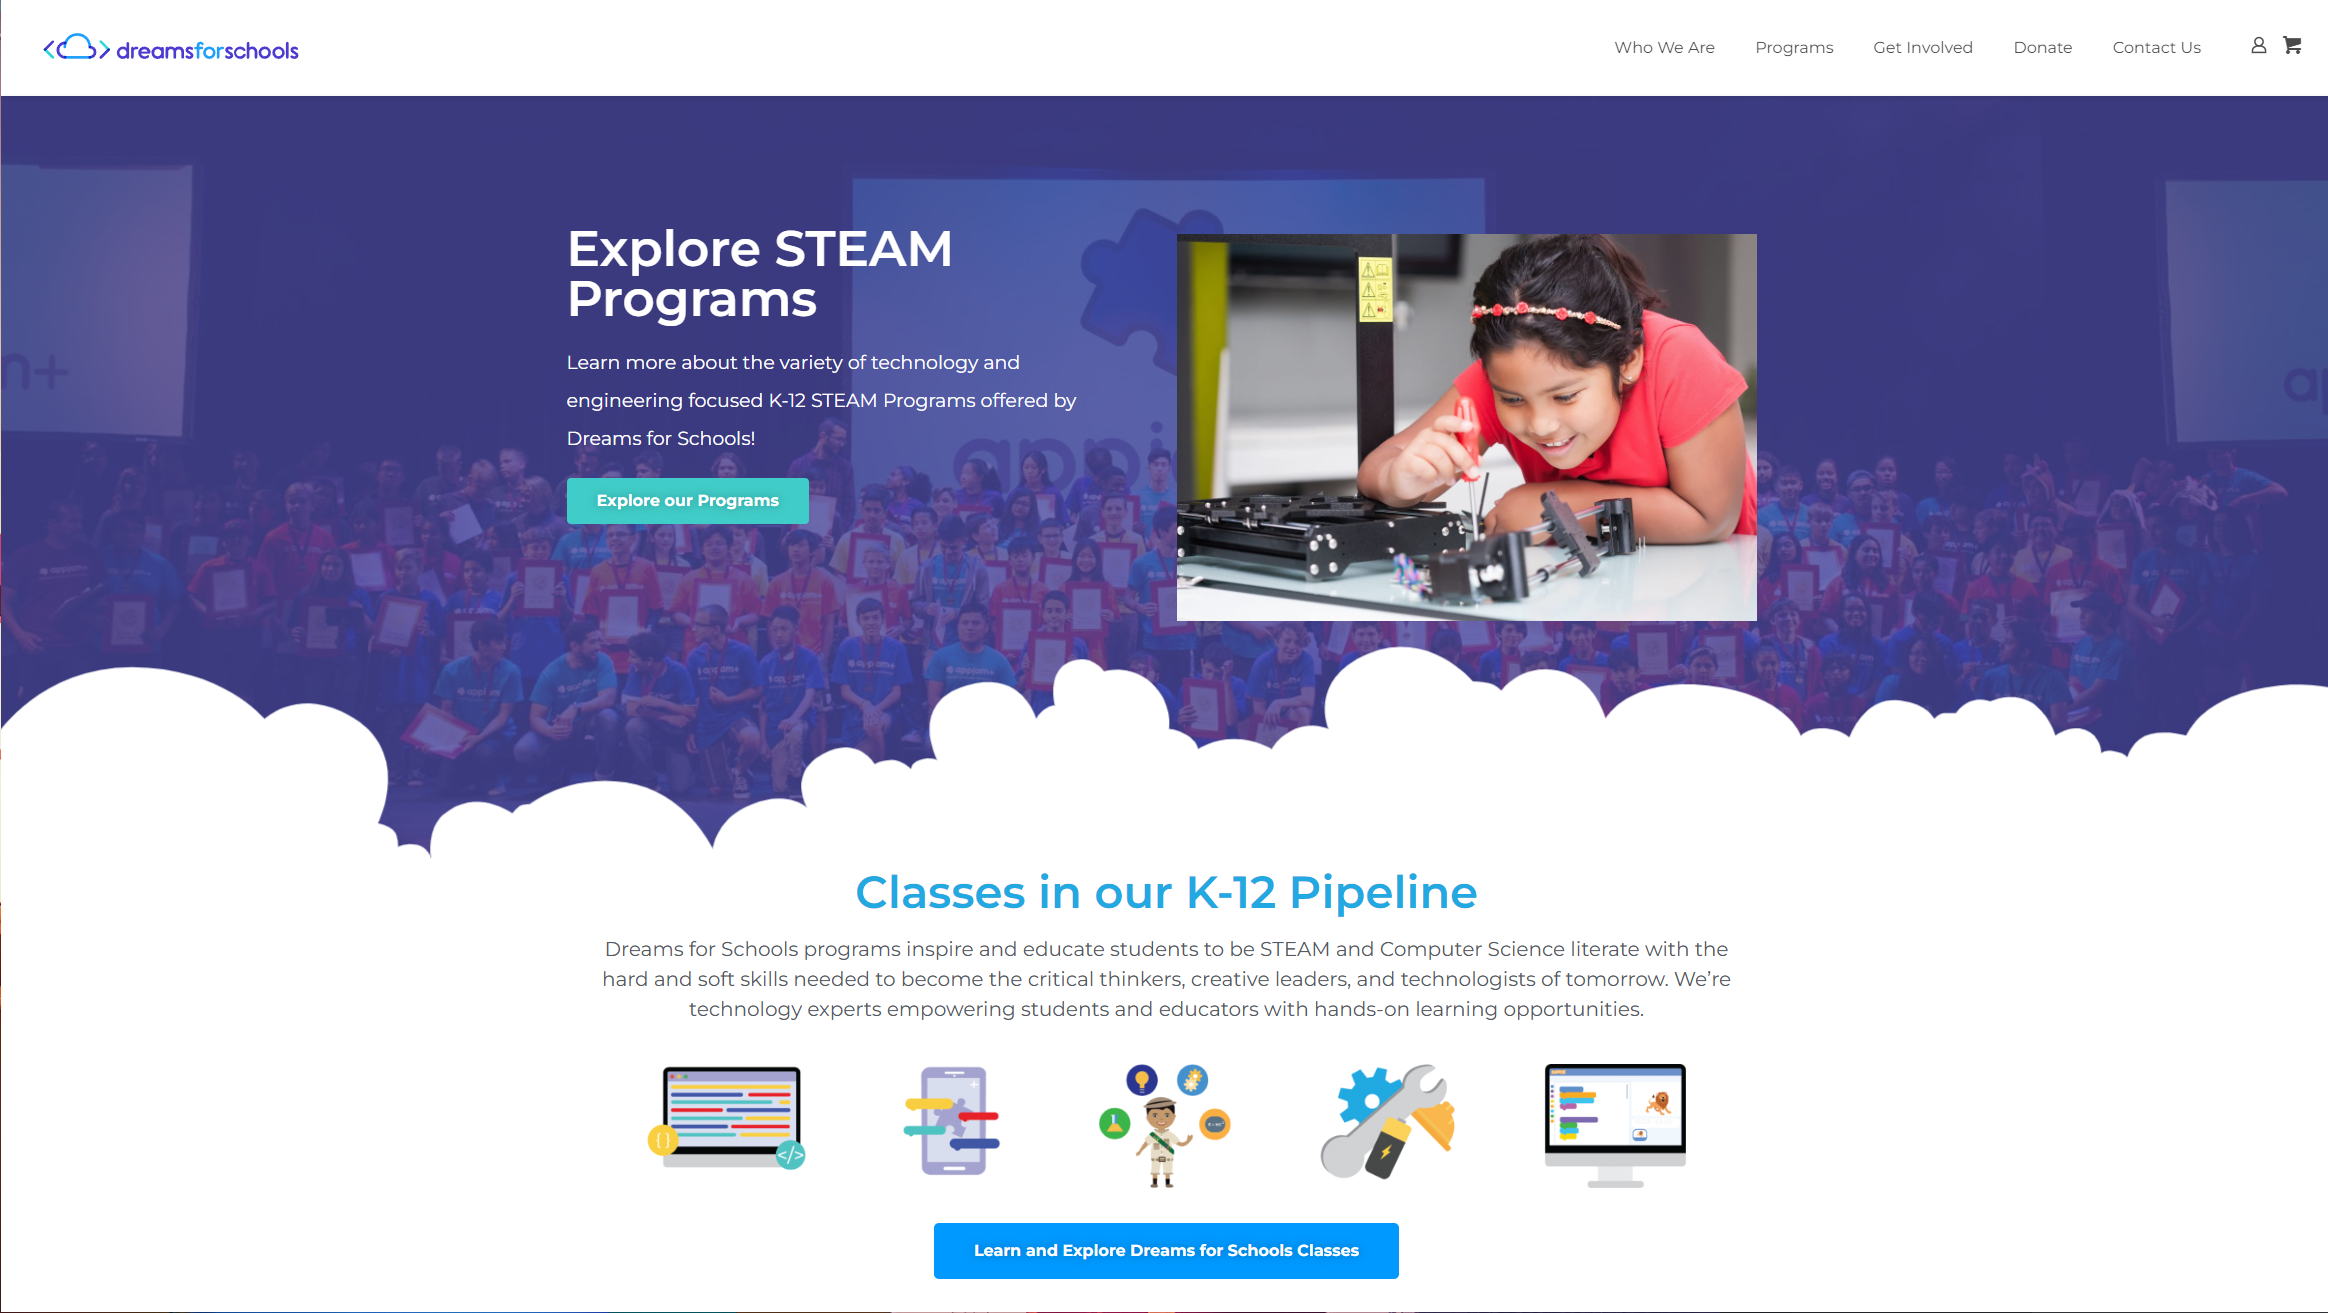 dreamsforschools
Who We Are
Programs
Get Involved
Donate
Contact Us
Explore STEAM
Programs
Learn more about the variety of technology and
engineering focused K-12 STEAM Programs offered by
Dreams for Schools!
Explore our Programs
Classes in our K-12 Pipeline
Dreams for Schools programs inspire and educate students to be STEAM and Computer Science literate with the
hard and soft skills needed to become the critical thinkers, creative leaders, and technologists of tomorrow. We’re
technology experts empowering students and educators with hands-on learning opportunities.
{}
</>
Learn and Explore Dreams for Schools Classes